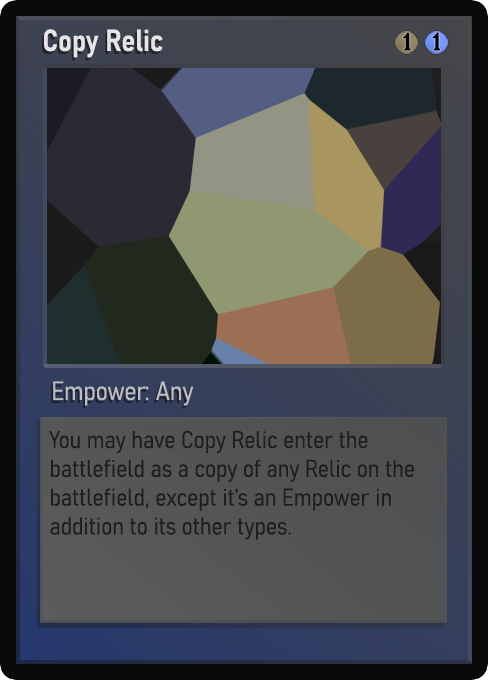 Copy Relic 1 1
Empower: Any
You may have Copy Relic enter the
battlefield as a copy of any Relic on the
battlefield, except it's an Empower in
addition to its other types.